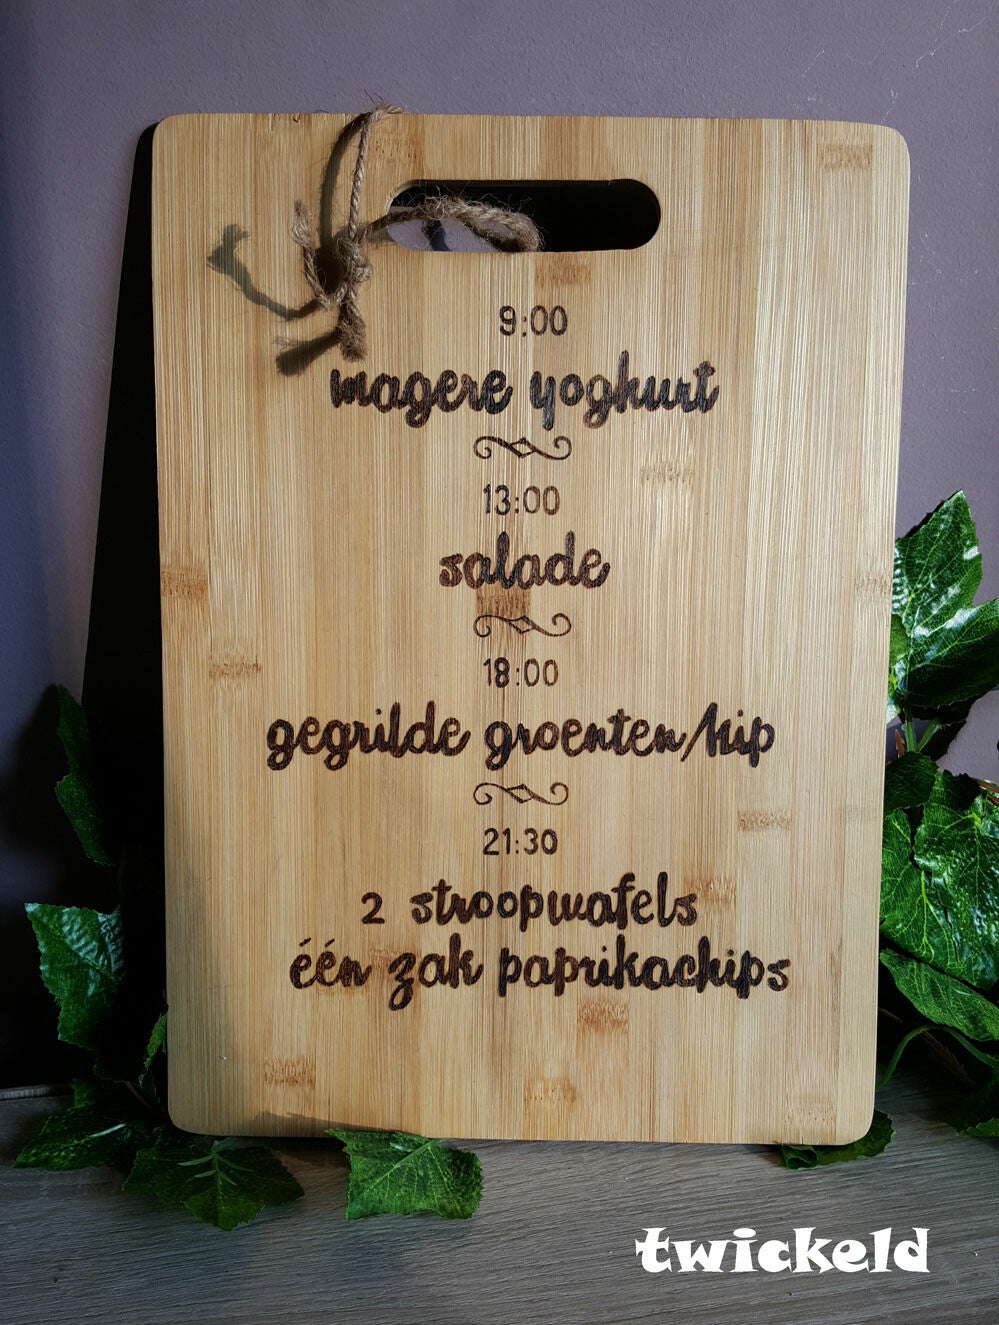 9:00
magere yoghurt
13:00
salade
18:00
gegrilde groenten/kip
21:30
2 stroopwafels
één zak paprikachips
twickeld